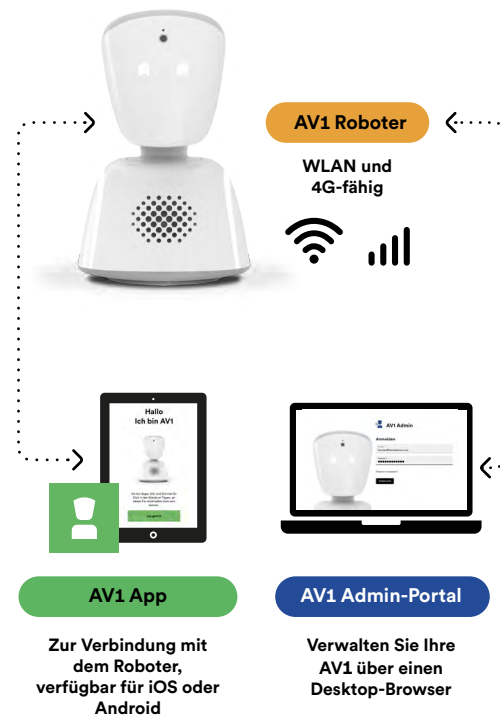 AV1 Roboter
WLAN und
4G-fähig
Hallo
Ich bin AV1
AV1 Admin
Anmelden
AV1 App
AV1 Admin-Portal
Zur Verbindung mit
dem Roboter,
verfügbar für iOS oder
Android
Verwalten Sie Ihre
AV1 über einen
Desktop-Browser